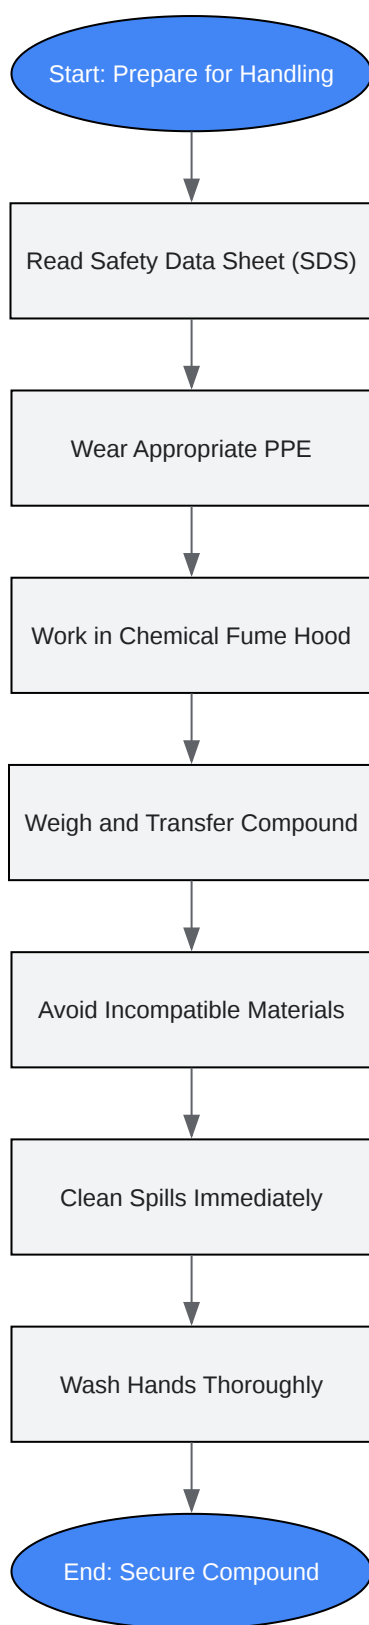 Start: Prepare for Handling
Read Safety Data Sheet (SDS)
Wear Appropriate PPE
Work in Chemical Fume Hood
Weigh and Transfer Compound
Avoid Incompatible Materials
Clean Spills Immediately
Wash Hands Thoroughly
End: Secure Compound